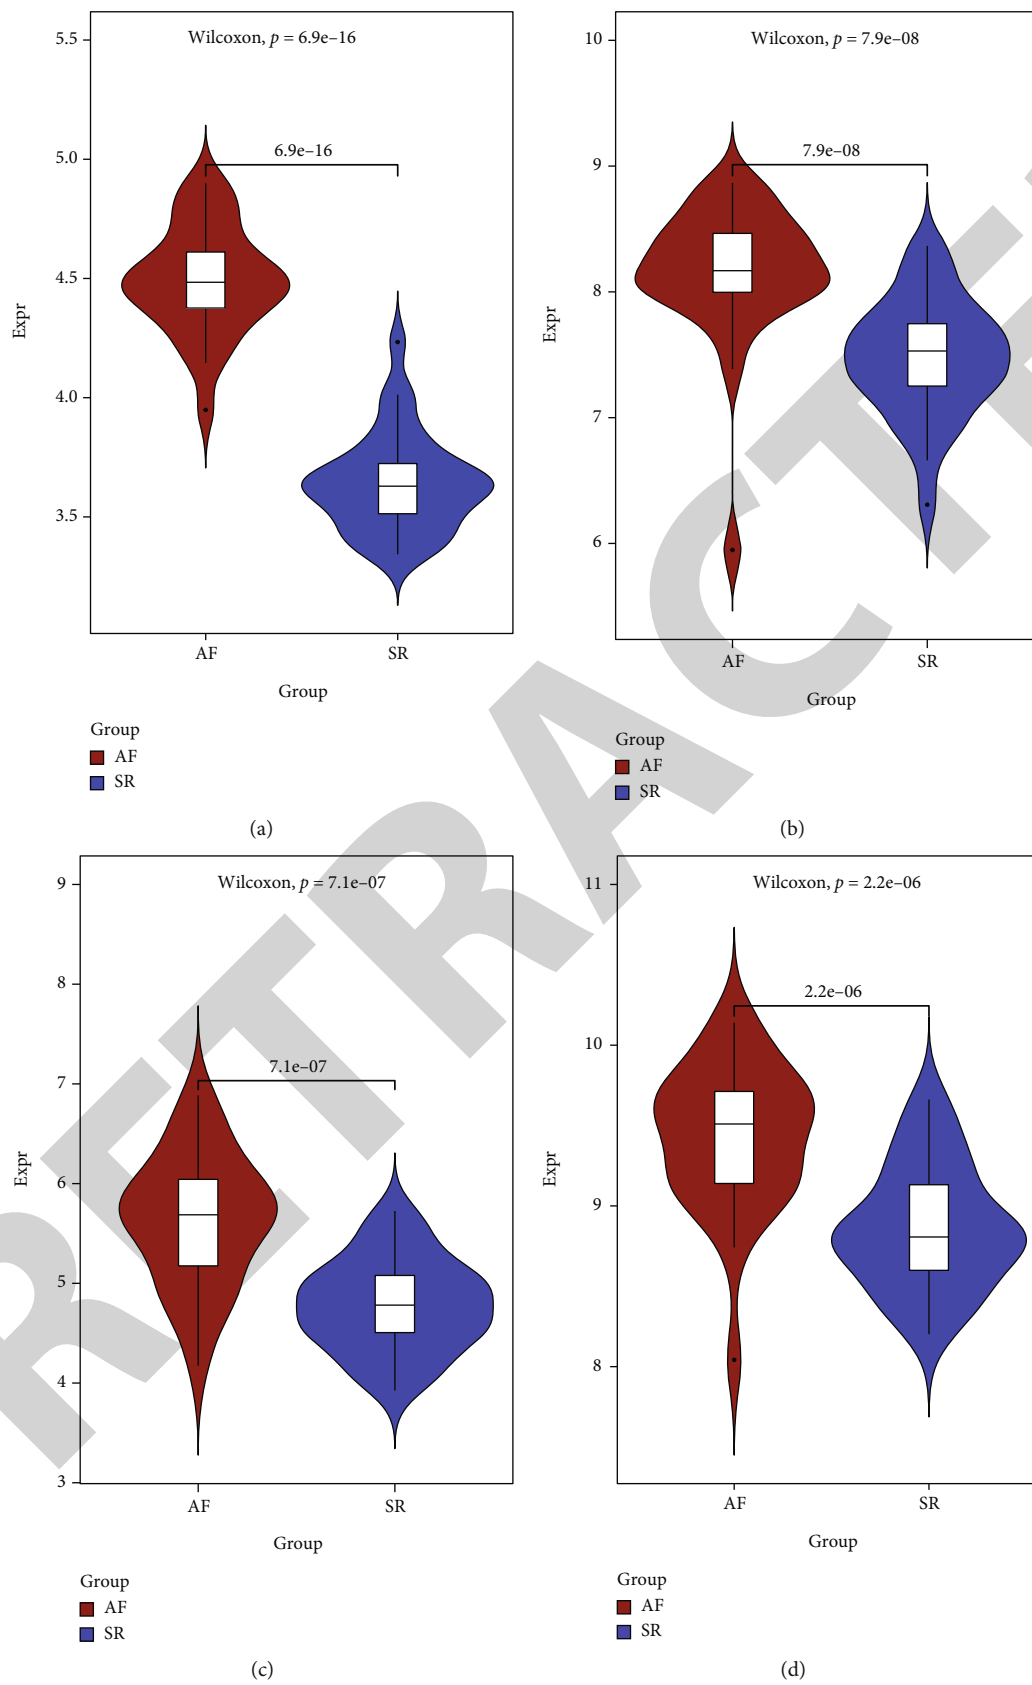 Wilcoxon, p = 6.9e–16
6.9e–16
5.5
5.0
4.5
4.0
3.5
Expr
AF SR
Group
Group
AF
SR
(a)
Wilcoxon, p = 7.9e–08
7.9e–08
10
9
8
7
6
Expr
AF SR
Group
Group
AF
SR
(b)
Wilcoxon, p = 7.1e–07
7.1e–07
9
8
7
6
5
4
3
Expr
AF SR
Group
Group
AF
SR
(c)
Wilcoxon, p = 2.2e–06
2.2e–06
11
10
9
8
Expr
AF SR
Group
Group
AF
SR
(d)
RETRACTE